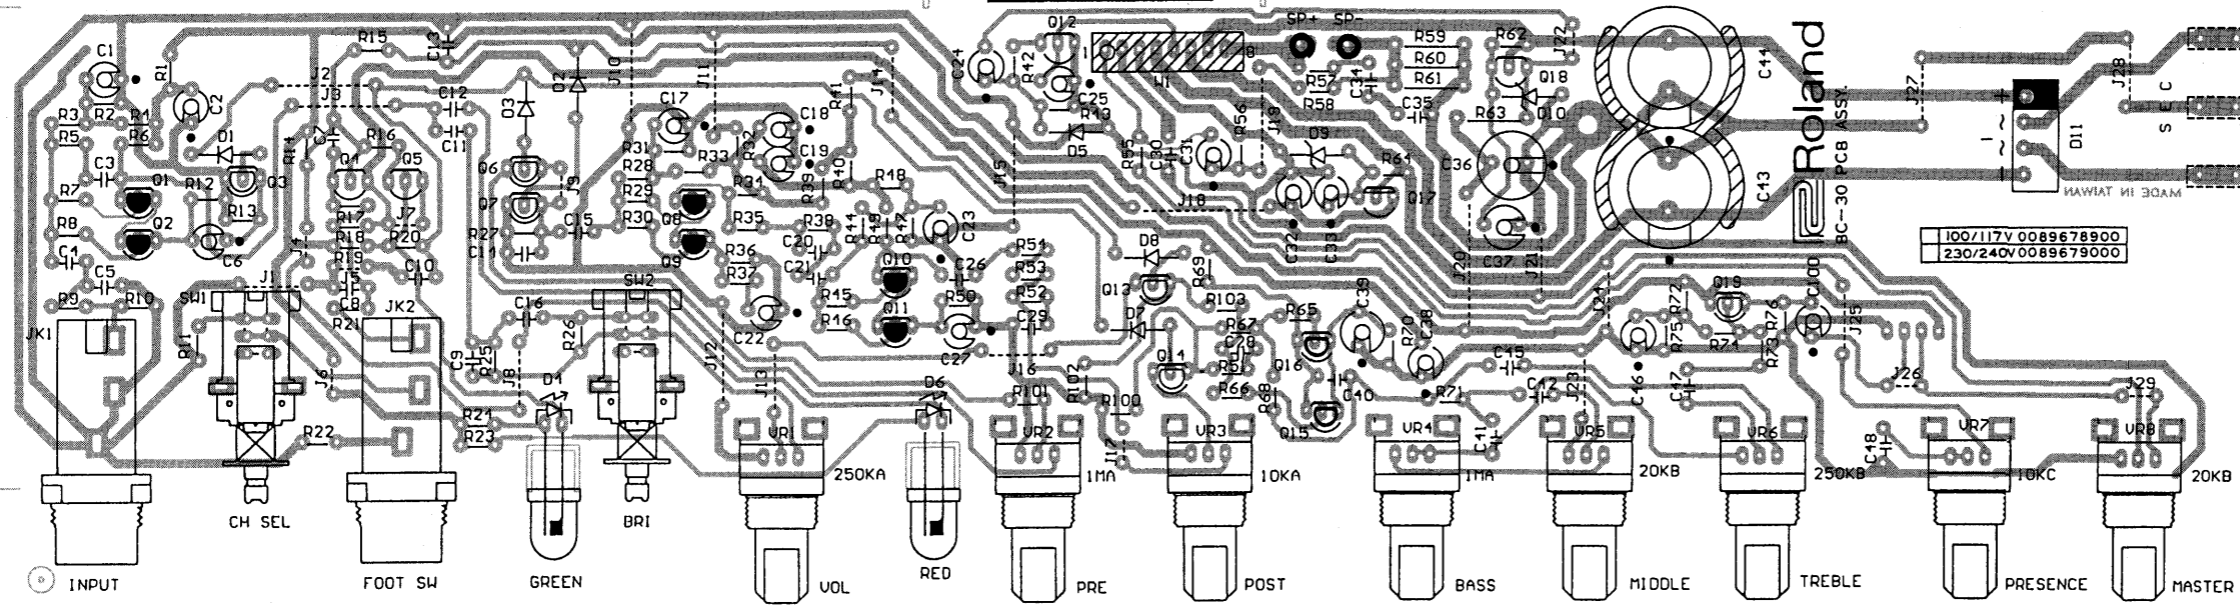 Q12
SP+ SP-
C1
R15
C13
C24
R42
R59
R60
R61
R62
J22
C44
Roland
BC-30 PCB ASSY.
J27
J28
S E C
R1
J2
J3
C12
C11
D3
D2
J10
J11
J14
R41
C25
R43
D5
1
8
W1
R57
R58
C34
C35
Q18
D10
R63
+
~
~
-
D11
MADE IN TAIWAN
R3
R2
R4
R5
R6
C2
D1
R14
C7
R16
Q4
Q5
Q6
Q7
J9
C17
R31
R28
R29
R30
R33
R32
C18
C19
R34
R35
R39
R40
R48
J15
R55
C30
C31
R56
J19
D9
R64
Q17
C36
C43
C3
Q1
Q2
R12
Q3
R13
R7
R8
C4
C5
C6
R17
R18
R19
R20
J7
J4
J5
C10
R27
C14
C15
Q8
Q9
R36
R37
R38
C20
C21
R44
R49
R47
C23
Q10
C26
R54
R53
R52
C29
J18
C32
C33
D8
R69
Q13
J20
J21
C37
100/117V 0089678900
230/240V 0089679000
R9
R10
J1
SW1
C8
R21
JK1
JK2
R11
J6
C9
R25
J8
C16
R26
SW2
C22
J12
J13
R45
R46
Q11
R50
C27
J16
D7
R103
R67
C28
R51
R66
R65
Q14
Q16
R68
C39
R70
C38
C40
Q15
C45
J24
J23
R72
R75
Q19
R74
R76
R73
C100
J25
J26
J29
C46
C47
D4
D6
R101
R102
R100
R71
C42
R22
R24
R23
VR1
VR2
J17
VR3
VR4
C41
VR5
VR6
C48
VR7
VR8
250KA
1MA
10KA
1MA
20KB
250KB
10KC
20KB
CH SEL
BRI
INPUT
FOOT SW
GREEN
VOL
RED
PRE
POST
BASS
MIDDLE
TREBLE
PRESENCE
MASTER